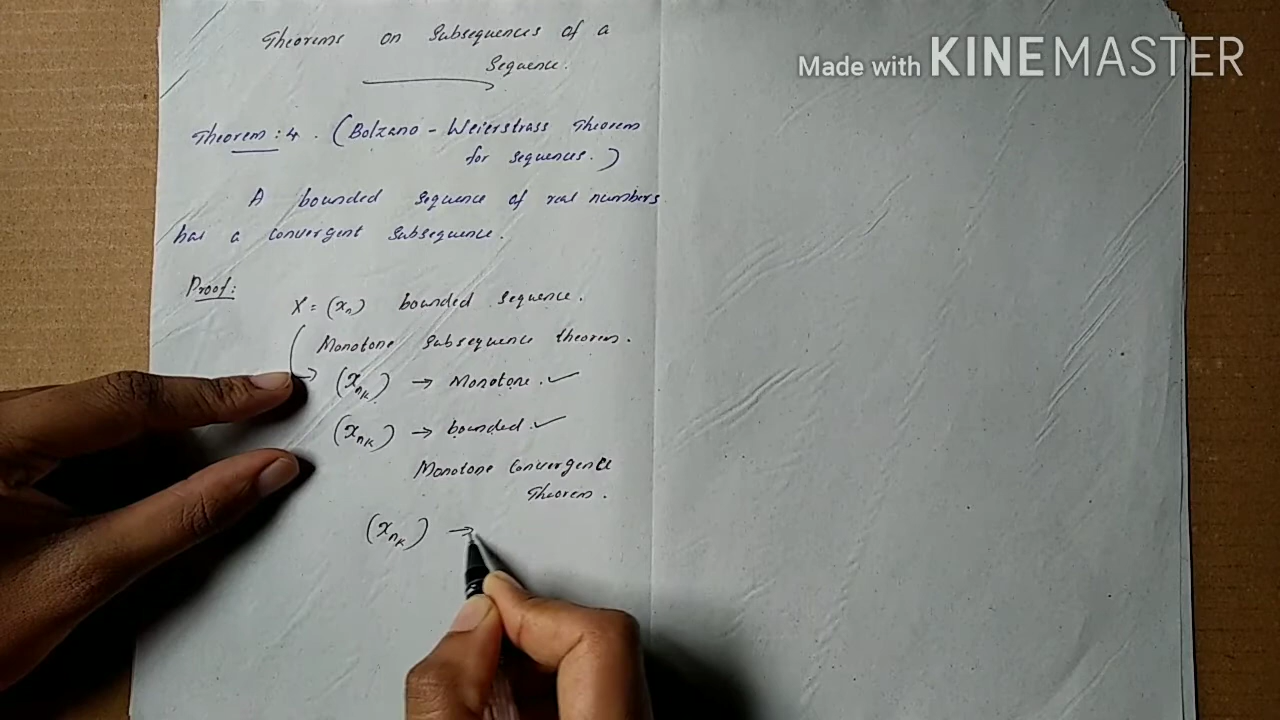 Theorems on Subsequences of a
Sequence.
Made with KINEMASTER
Theorem: 4. (Bolzano - Weierstrass Theorem
for sequences.)
A bounded sequence of real numbers
has a convergent subsequence.
Proof:
X = (xₙ) bounded sequence.
Monotone subsequence theorem.
(xₙₖ) → Monotone. ✓
(xₙₖ) → bounded. ✓
Monotone Convergence
Theorem.
(xₙₖ) →